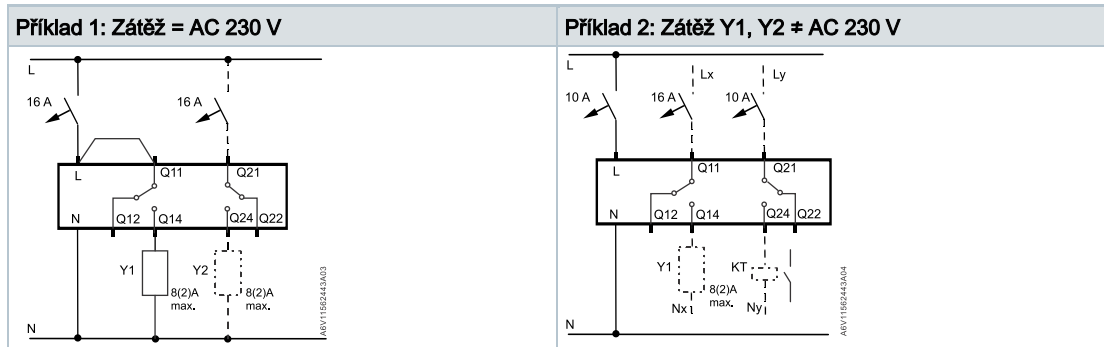 Příklad 1: Zátěž = AC 230 V
L
16 A
16 A
L
Q11
Q21
N
Q12
Q14
Q24
Q22
Y1
8(2)A
max.
Y2
8(2)A
max.
N
A6V11562443A03
Příklad 2: Zátěž Y1, Y2 ≠ AC 230 V
L
Lx
Ly
10 A
16 A
10 A
L
Q11
Q21
N
Q12
Q14
Q24
Q22
Y1
8(2)A
max.
Nx
KT
Ny
N
A6V11562443A04